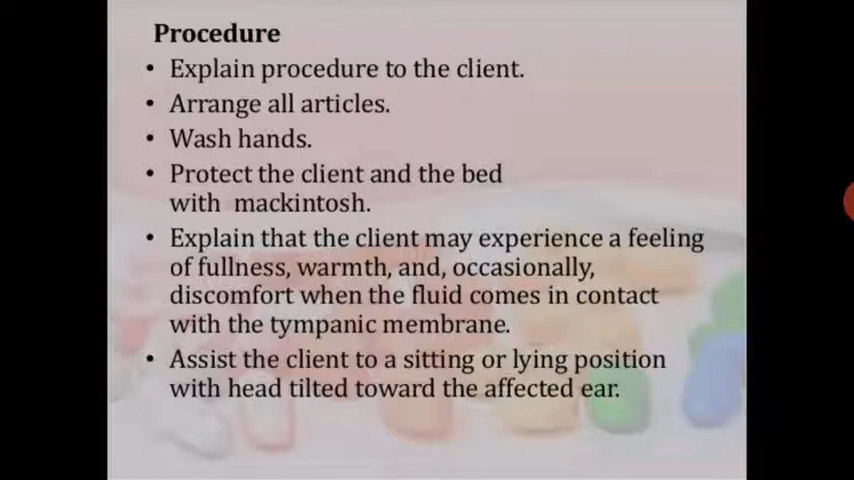 Procedure
• Explain procedure to the client.
• Arrange all articles.
• Wash hands.
• Protect the client and the bed
with mackintosh.
• Explain that the client may experience a feeling
of fullness, warmth, and, occasionally,
discomfort when the fluid comes in contact
with the tympanic membrane.
• Assist the client to a sitting or lying position
with head tilted toward the affected ear.